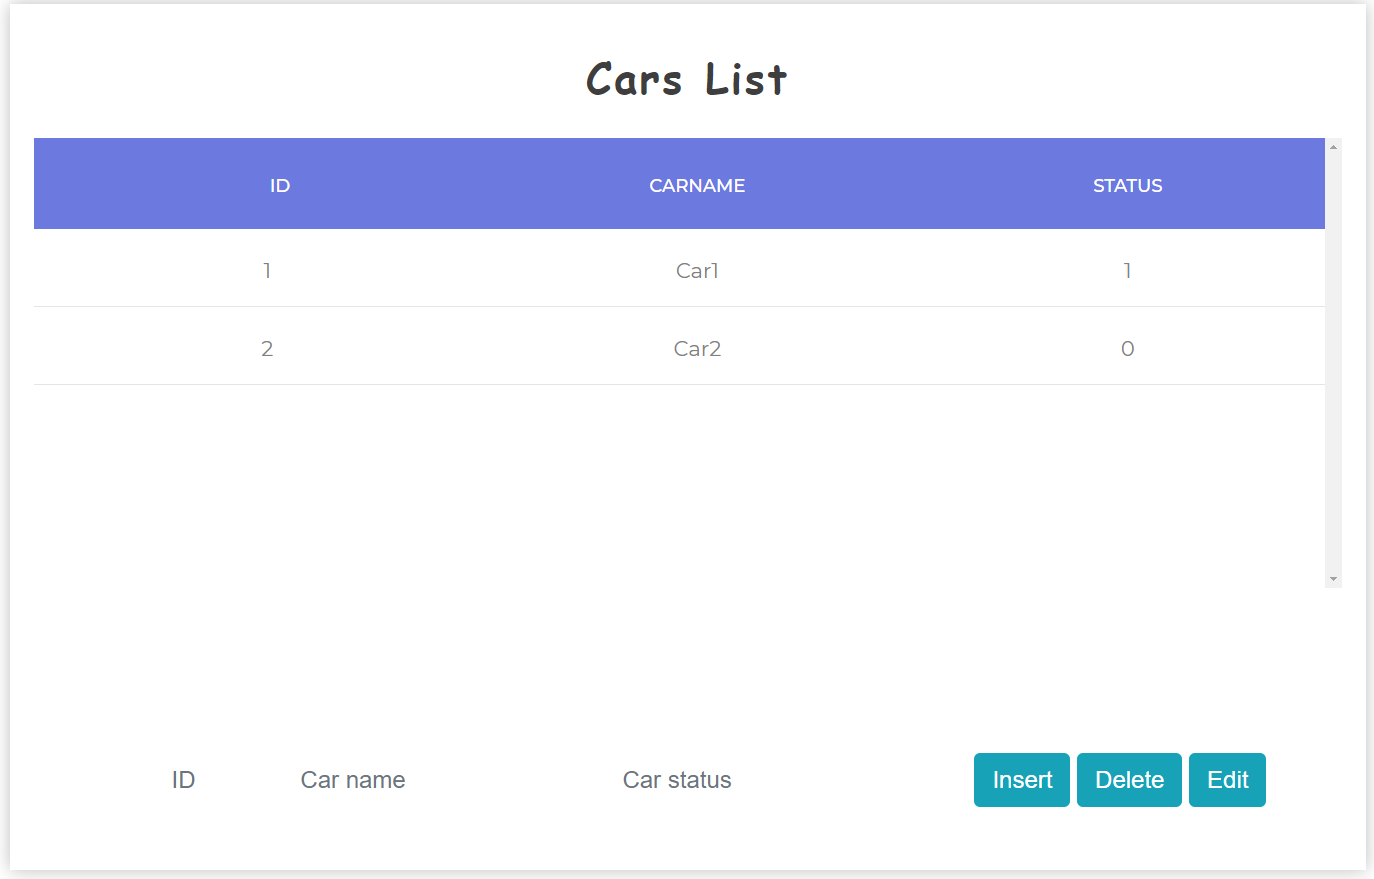 Cars List
ID CARNAME STATUS
1 Car1 1
2 Car2 0
ID Car name Car status Insert Delete Edit